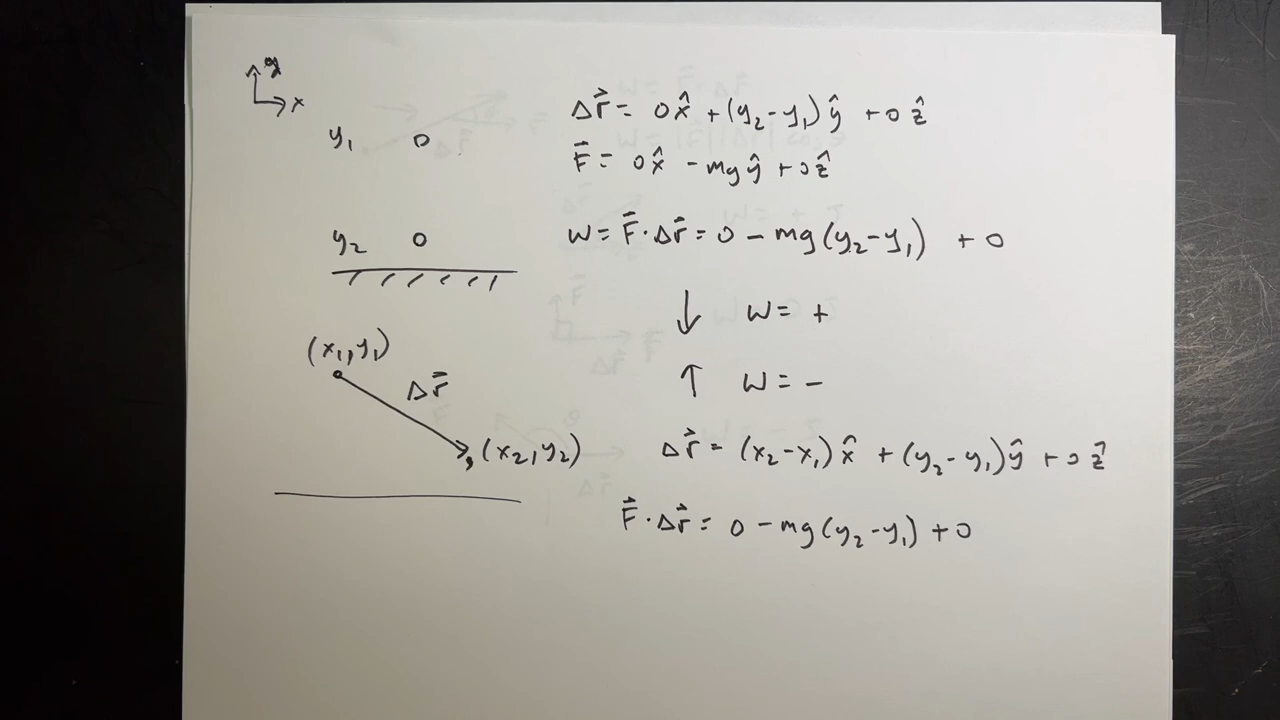 y
x
y₁
Δr⃗ = 0x̂ + (y₂-y₁)ŷ + 0ẑ
F⃗ = 0x̂ - mgŷ + 0ẑ
y₂
W = F⃗·Δr⃗ = 0 - mg(y₂-y₁) + 0
↓ W = +
↑ W = -
(x₁,y₁)
Δr⃗
(x₂,y₂)
Δr⃗ = (x₂-x₁)x̂ + (y₂-y₁)ŷ + 0ẑ
F⃗·Δr⃗ = 0 - mg(y₂-y₁) + 0